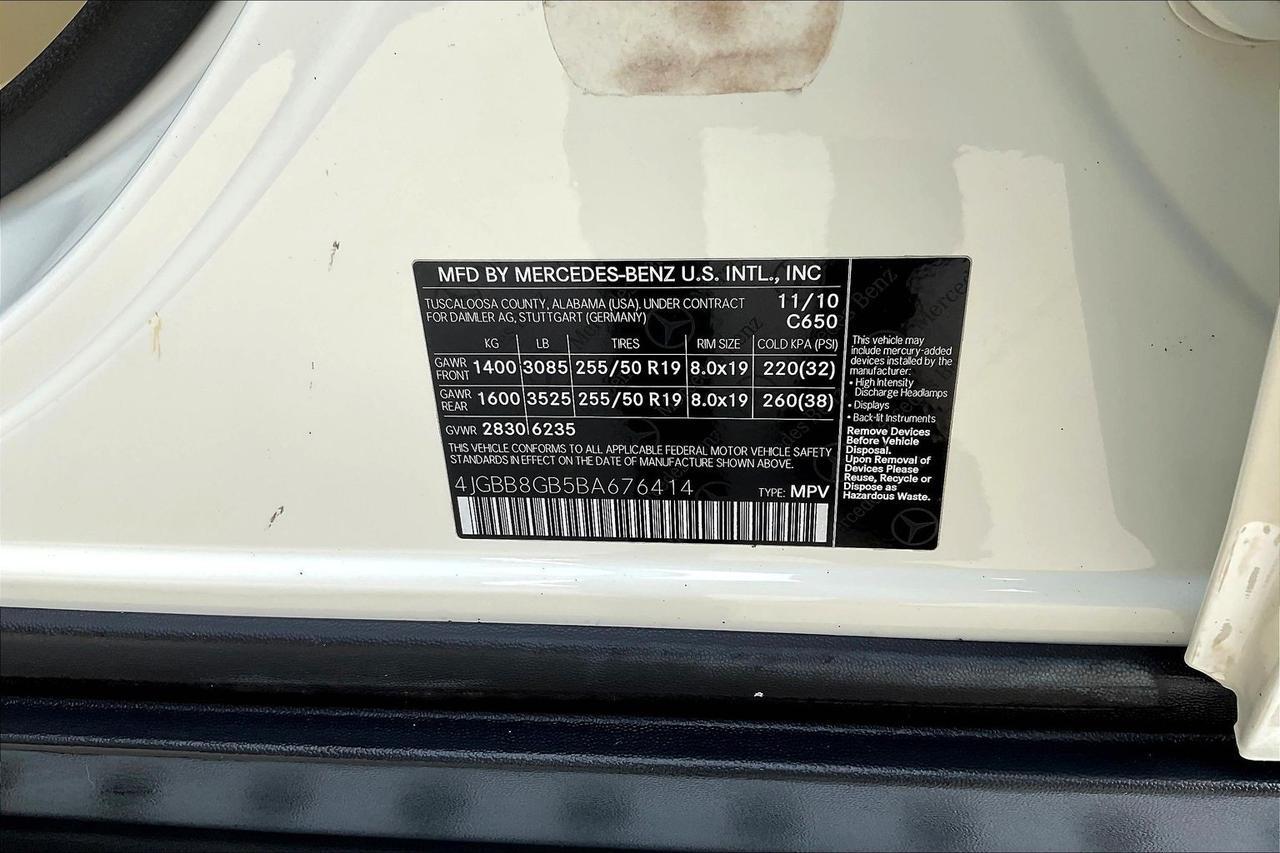 MFD BY MERCEDES-BENZ U.S. INTL., INC
TUSCALOOSA COUNTY, ALABAMA (USA). UNDER CONTRACT 11/10
FOR DAIMLER AG, STUTTGART (GERMANY) C650
KG LB TIRES RIM SIZE COLD KPA (PSI)
GAWR FRONT 1400 3085 255/50 R19 8.0x19 220(32)
GAWR REAR 1600 3525 255/50 R19 8.0x19 260(38)
GVWR 2830 6235
THIS VEHICLE CONFORMS TO ALL APPLICABLE FEDERAL MOTOR VEHICLE SAFETY
STANDARDS IN EFFECT ON THE DATE OF MANUFACTURE SHOWN ABOVE.
4JGBB8GB5BA676414 TYPE: MPV
This vehicle may
include mercury-added
devices installed by the
manufacturer:
• High Intensity
Discharge Headlamps
• Displays
• Back-lit Instruments
Remove Devices
Before Vehicle
Disposal.
Upon Removal of
Devices Please
Reuse, Recycle or
Dispose as
Hazardous Waste.